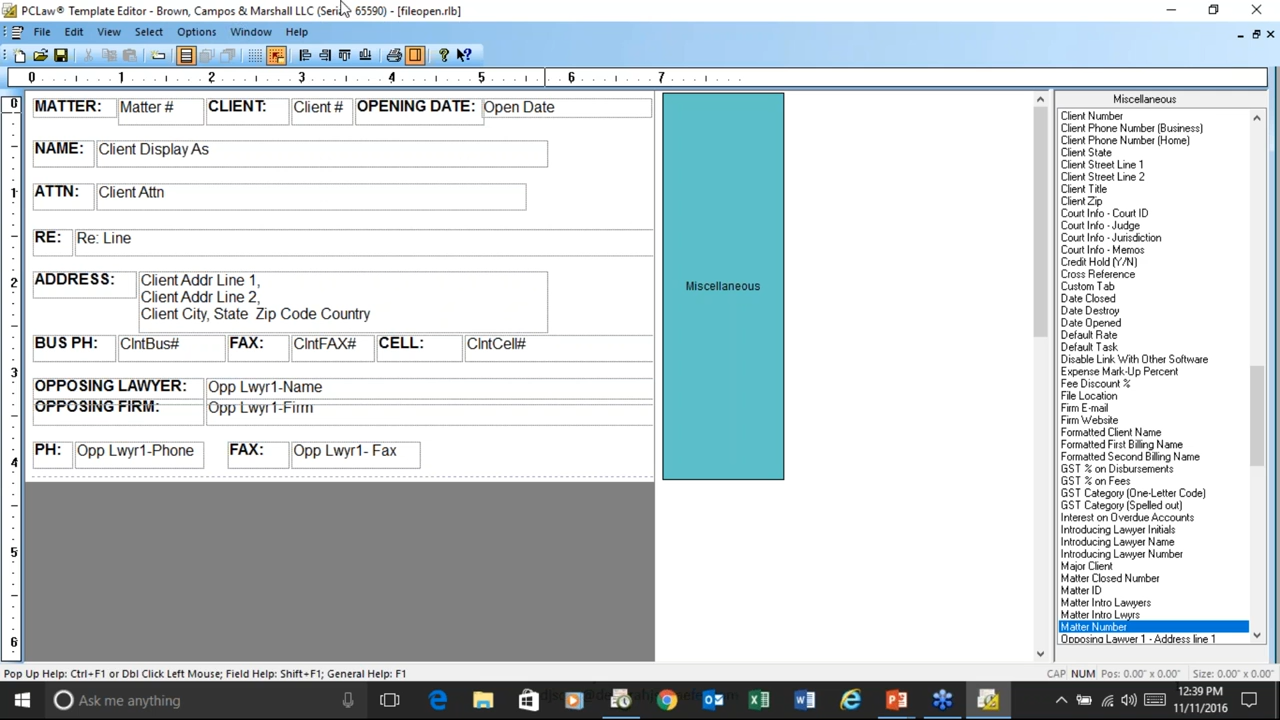 PCLaw® Template Editor - Brown, Campos & Marshall LLC (Serial 65590) - [fileopen.rlb]
File Edit View Select Options Window Help
0 1 2 3 4 5 6 7
MATTER: Matter # CLIENT: Client # OPENING DATE: Open Date
NAME: Client Display As
ATTN: Client Attn
RE: Re: Line
ADDRESS: Client Addr Line 1,
Client Addr Line 2,
Client City, State Zip Code Country
BUS PH: ClntBus# FAX: ClntFAX# CELL: ClntCell#
OPPOSING LAWYER: Opp Lwyr1-Name
OPPOSING FIRM: Opp Lwyr1-Firm
PH: Opp Lwyr1-Phone FAX: Opp Lwyr1- Fax
0
1
2
3
4
5
6
Miscellaneous
Miscellaneous
Client Number
Client Phone Number (Business)
Client Phone Number (Home)
Client State
Client Street Line 1
Client Street Line 2
Client Title
Client Zip
Court Info - Court ID
Court Info - Judge
Court Info - Jurisdiction
Court Info - Memos
Credit Hold (Y/N)
Cross Reference
Custom Tab
Date Closed
Date Destroy
Date Opened
Default Rate
Default Task
Disable Link With Other Software
Expense Mark-Up Percent
Fee Discount %
File Location
Firm E-mail
Firm Website
Formatted Client Name
Formatted First Billing Name
Formatted Second Billing Name
GST % on Disbursements
GST % on Fees
GST Category (One-Letter Code)
GST Category (Spelled out)
Interest on Overdue Accounts
Introducing Lawyer Initials
Introducing Lawyer Name
Introducing Lawyer Number
Major Client
Matter Closed Number
Matter ID
Matter Intro Lawyers
Matter Intro Lwyrs
Matter Number
Opposing Lawyer 1 - Address line 1
Pop Up Help: Ctrl+F1 or Dbl Click Left Mouse; Field Help: Shift+F1; General Help: F1
CAP NUM Pos: 0.00" x 0.00" Size: 0.00" x 0.00"
Ask me anything
12:39 PM
11/11/2016